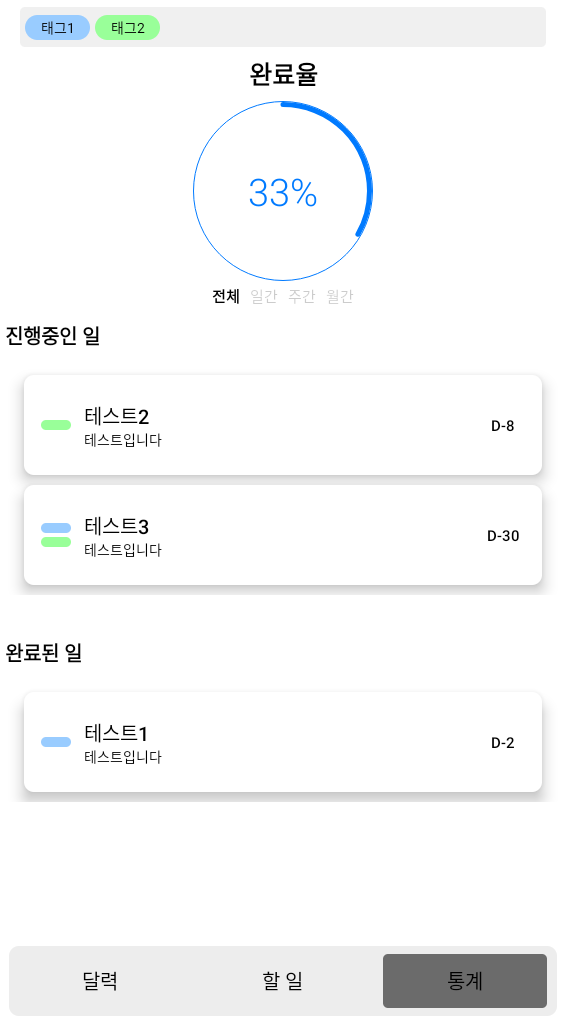 태그1 태그2
완료율
33%
전체 일간 주간 월간
진행중인 일
테스트2
테스트입니다
D-8
테스트3
테스트입니다
D-30
완료된 일
테스트1
테스트입니다
D-2
달력 할 일 통계